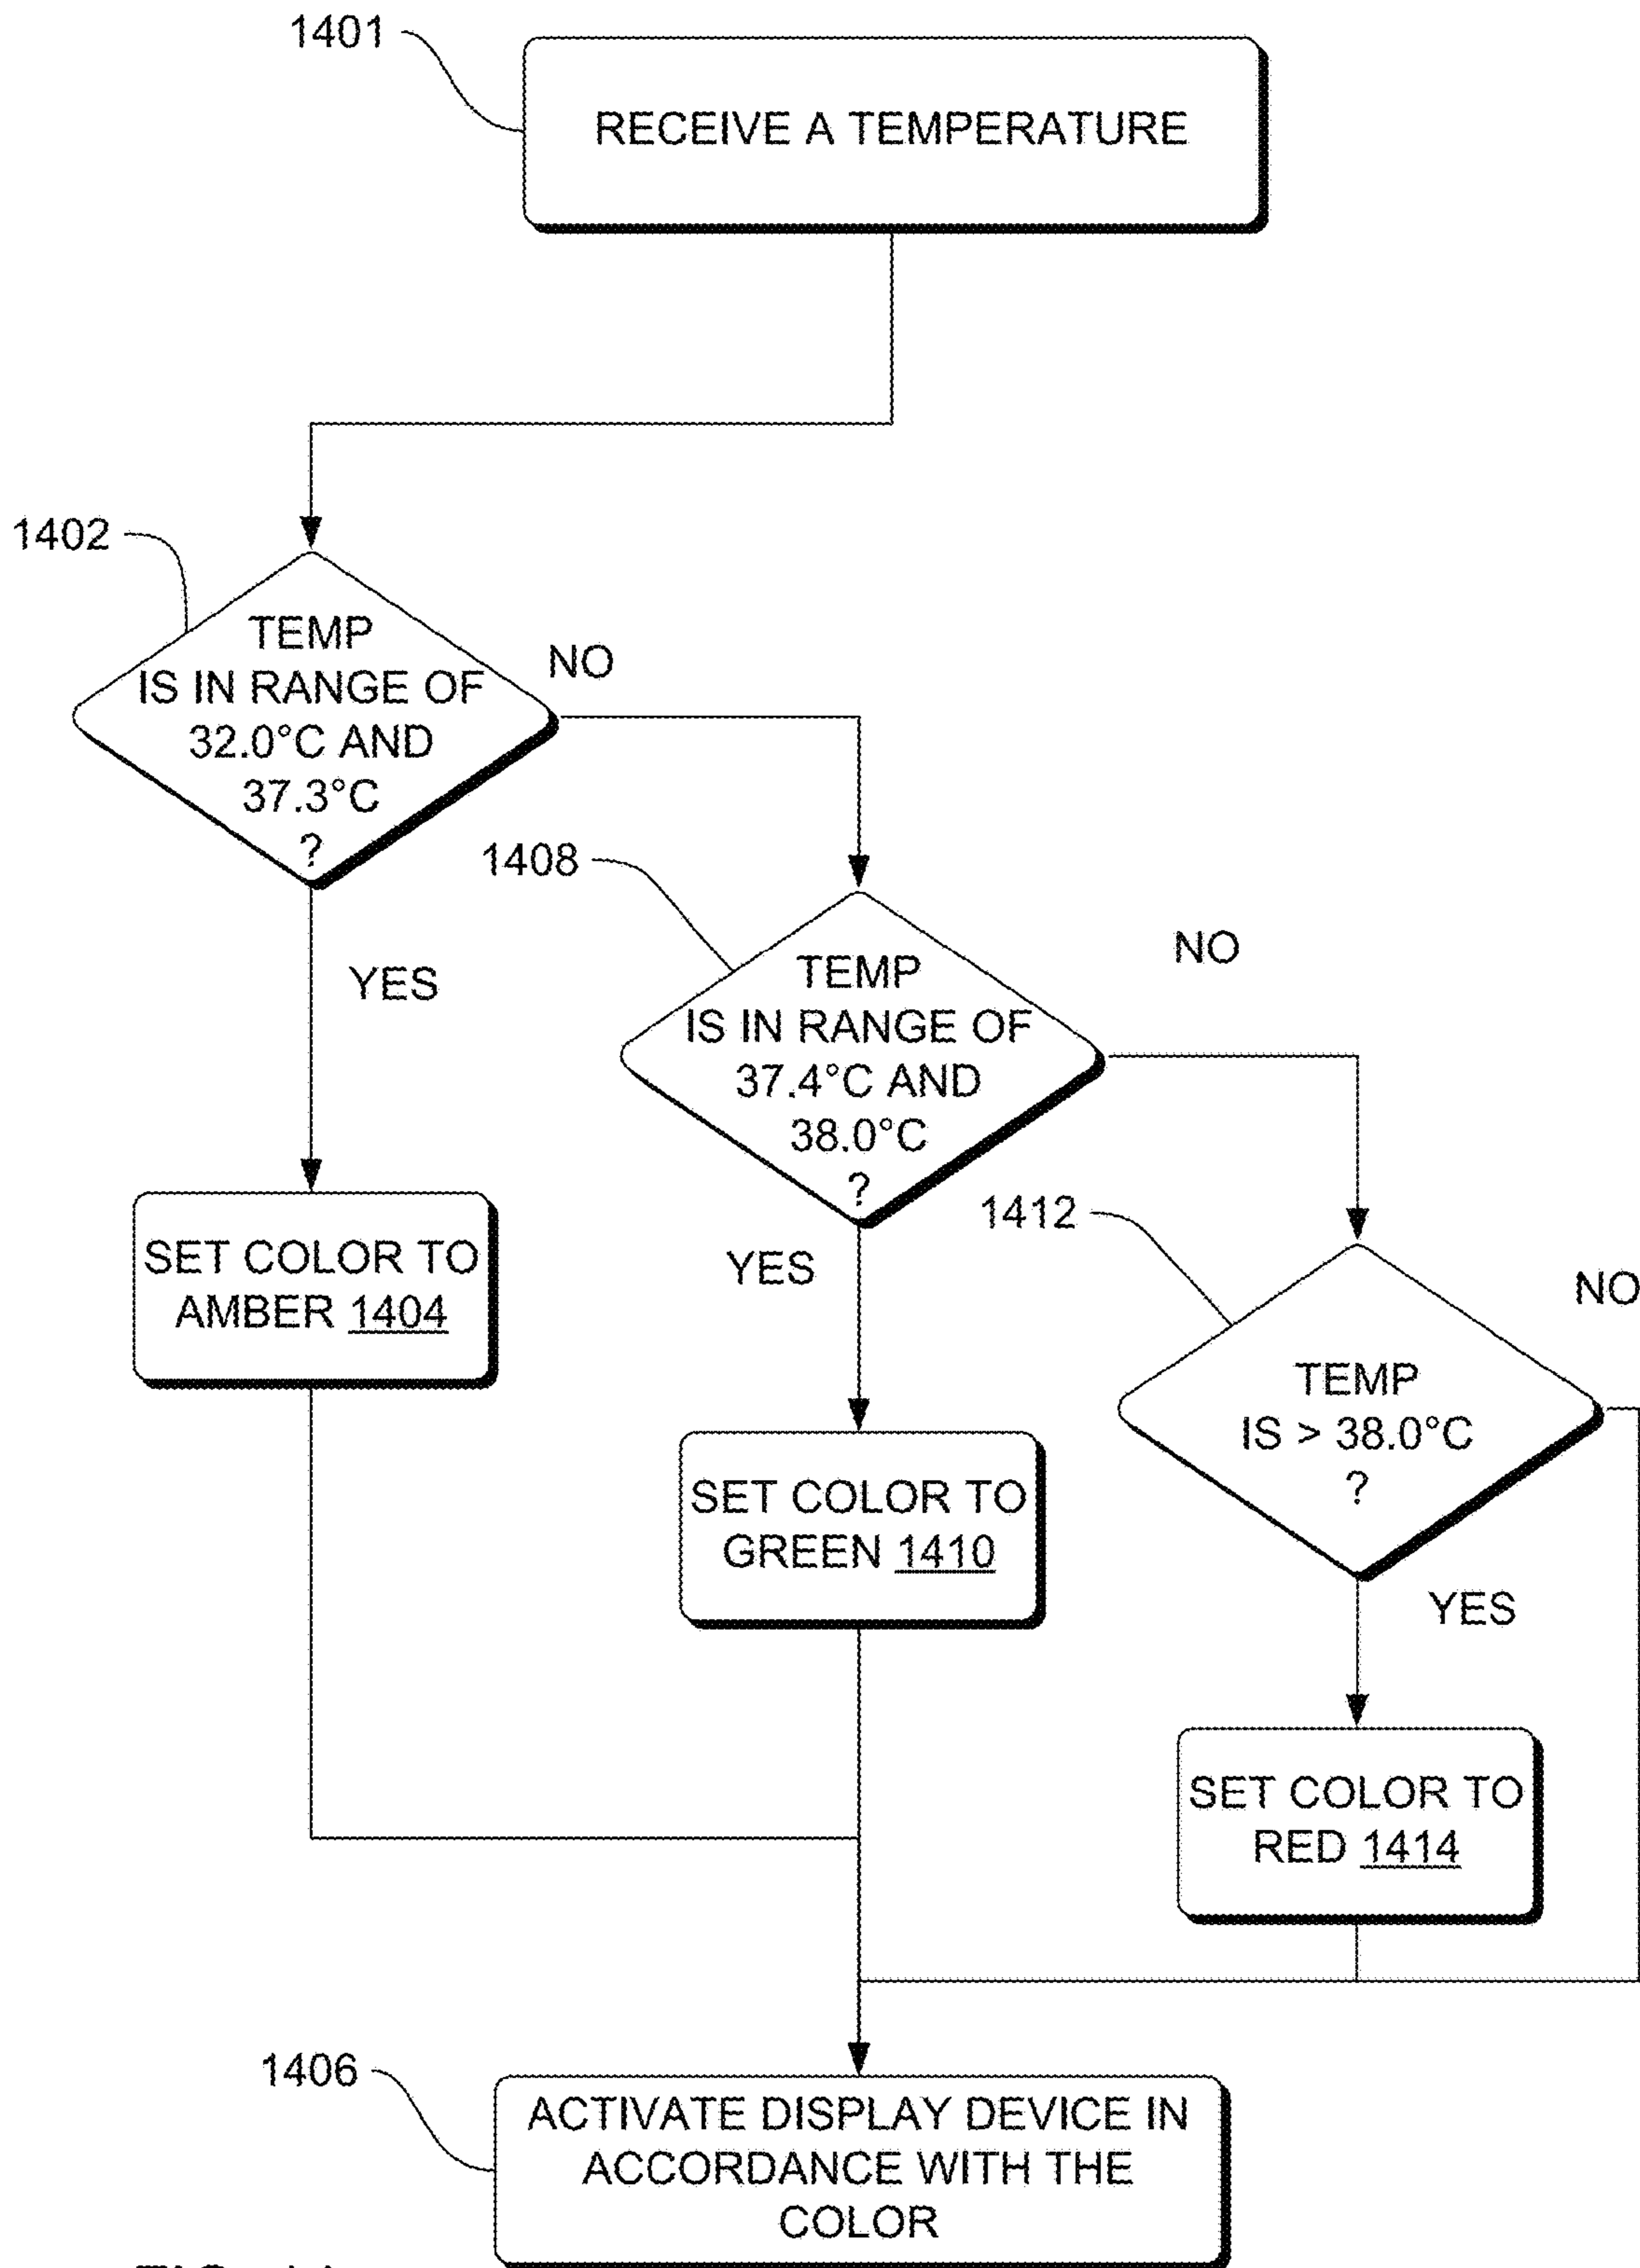 1401
RECEIVE A TEMPERATURE
1402
TEMP
IS IN RANGE OF
32.0°C AND
37.3°C
?
NO
YES
1408
TEMP
IS IN RANGE OF
37.4°C AND
38.0°C
?
NO
YES
SET COLOR TO
AMBER 1404
1412
TEMP
IS > 38.0°C
?
NO
YES
SET COLOR TO
GREEN 1410
SET COLOR TO
RED 1414
1406
ACTIVATE DISPLAY DEVICE IN
ACCORDANCE WITH THE
COLOR